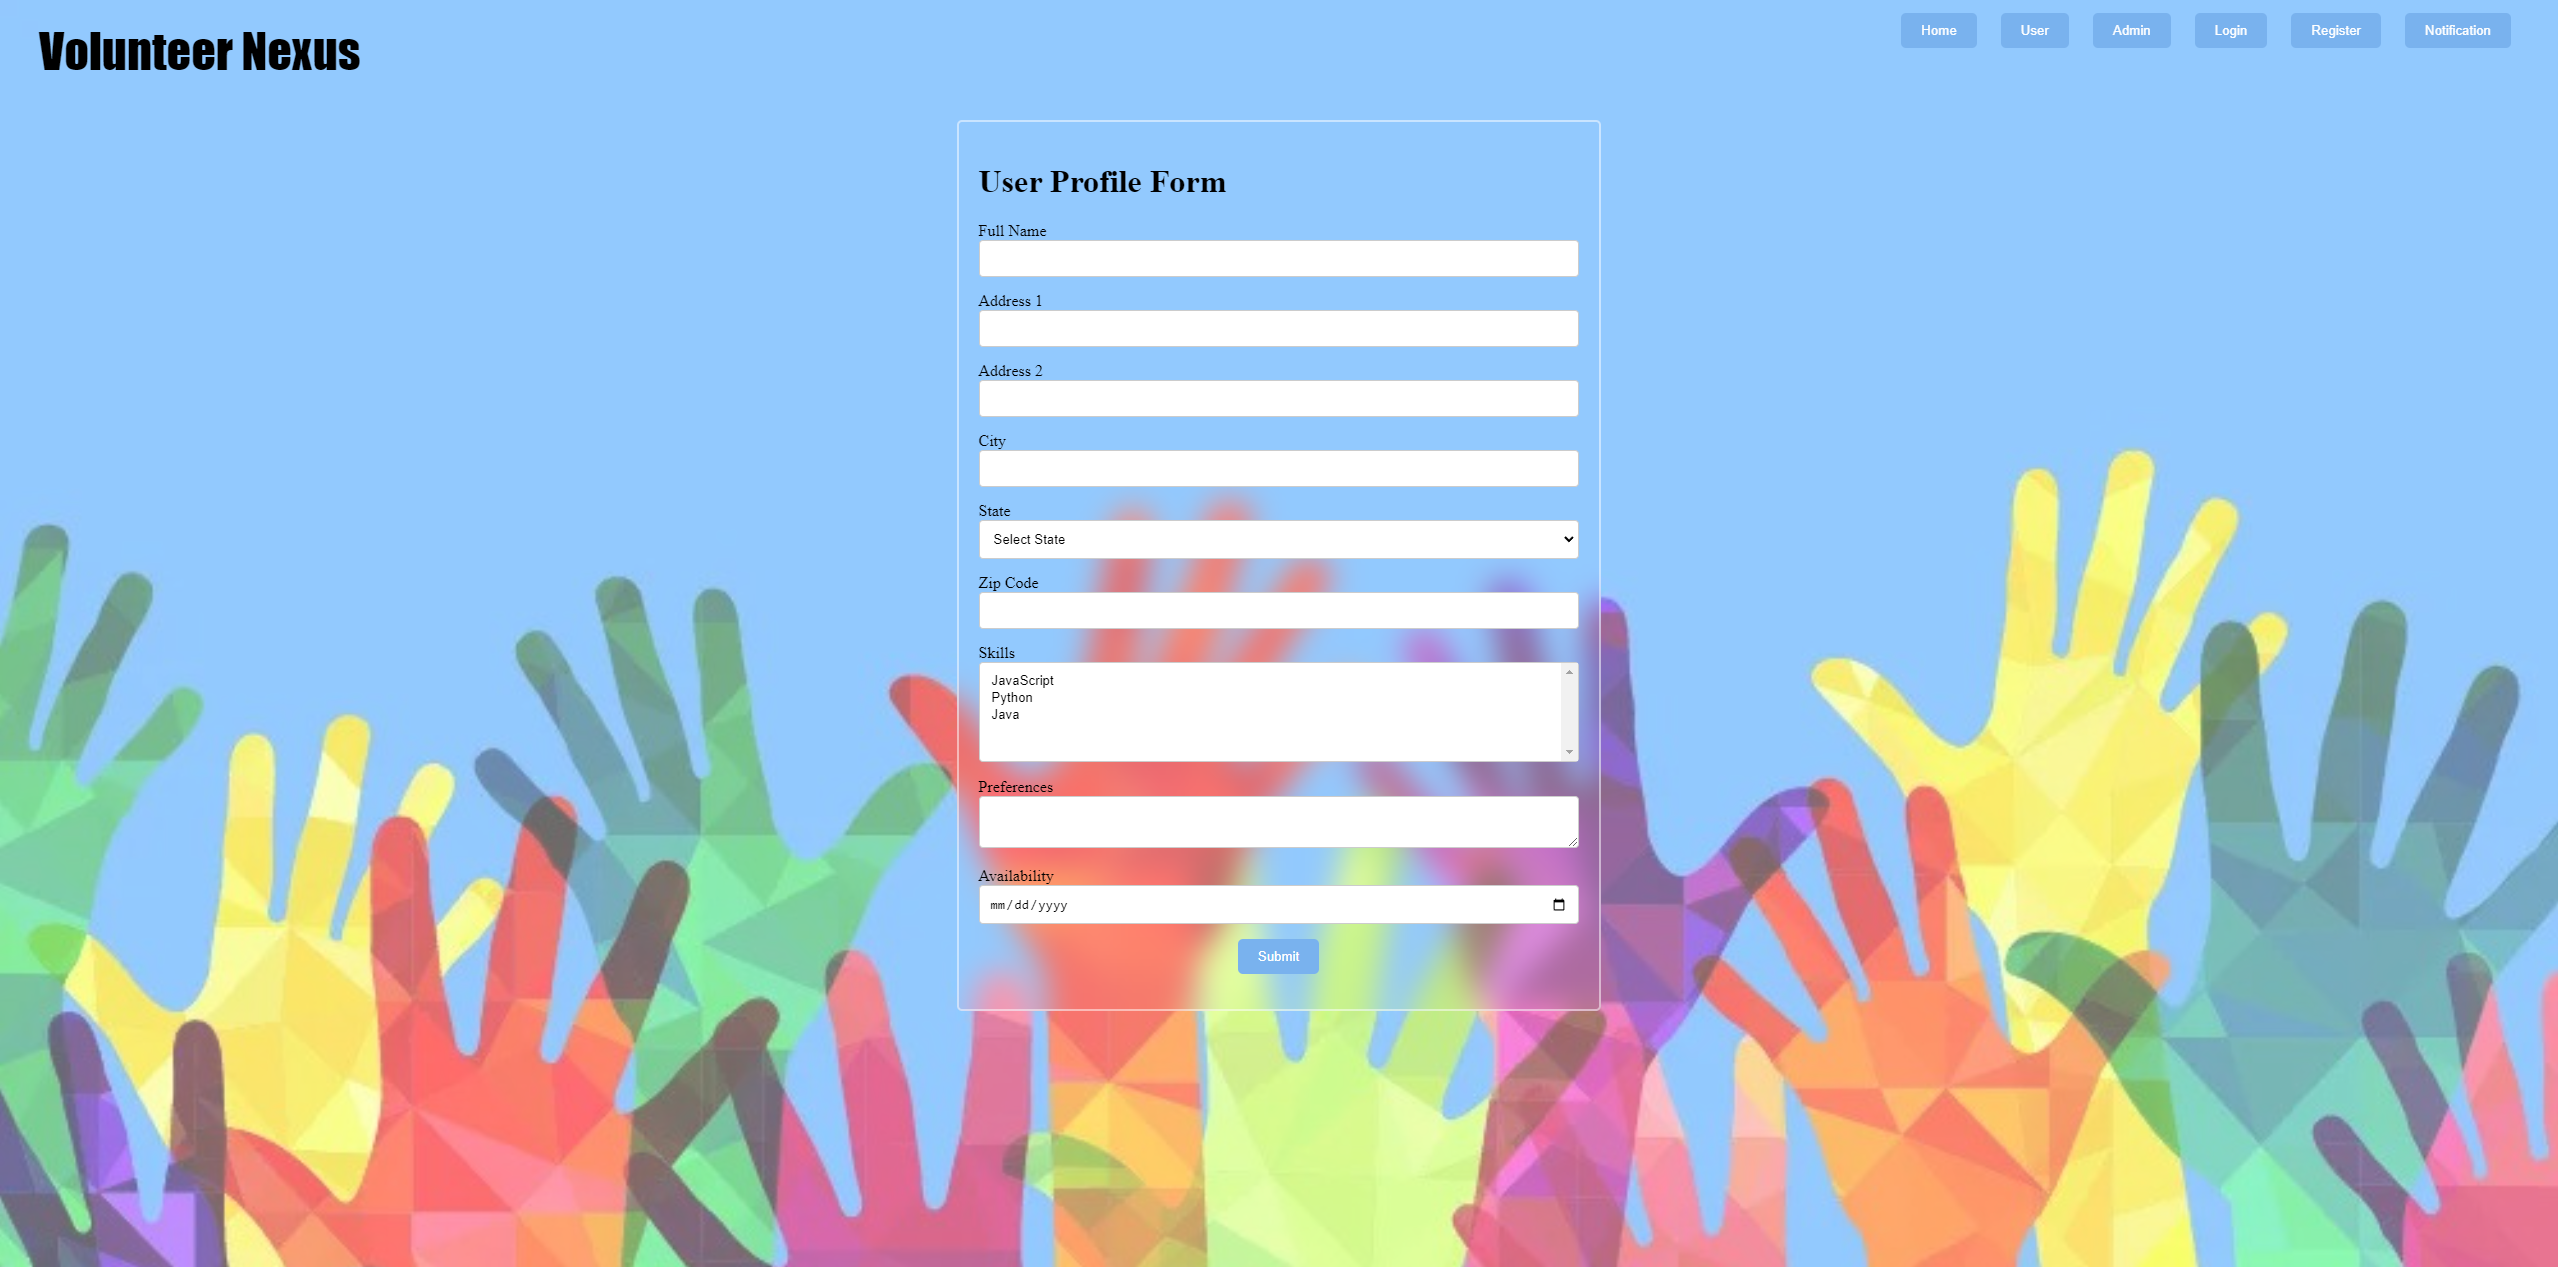 Volunteer Nexus
Home User Admin Login Register Notification
User Profile Form
Full Name
Address 1
Address 2
City
State
Select State
Zip Code
Skills
JavaScript
Python
Java
Preferences
Availability
mm/dd/yyyy
Submit